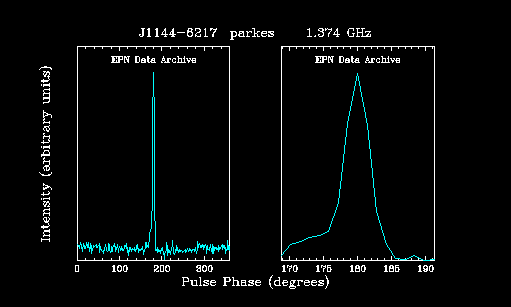 J1144-6217 parkes 1.374 GHz
EPN Data Archive EPN Data Archive
Intensity (arbitrary units)
0 100 200 300 170 175 180 185 190
Pulse Phase (degrees)